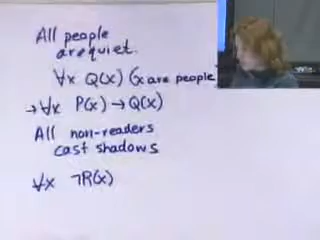 All people
are quiet.
∀x Q(x) (x are people
→ ∀x P(x) → Q(x)
All non-readers
cast shadows
∀x ¬R(x)